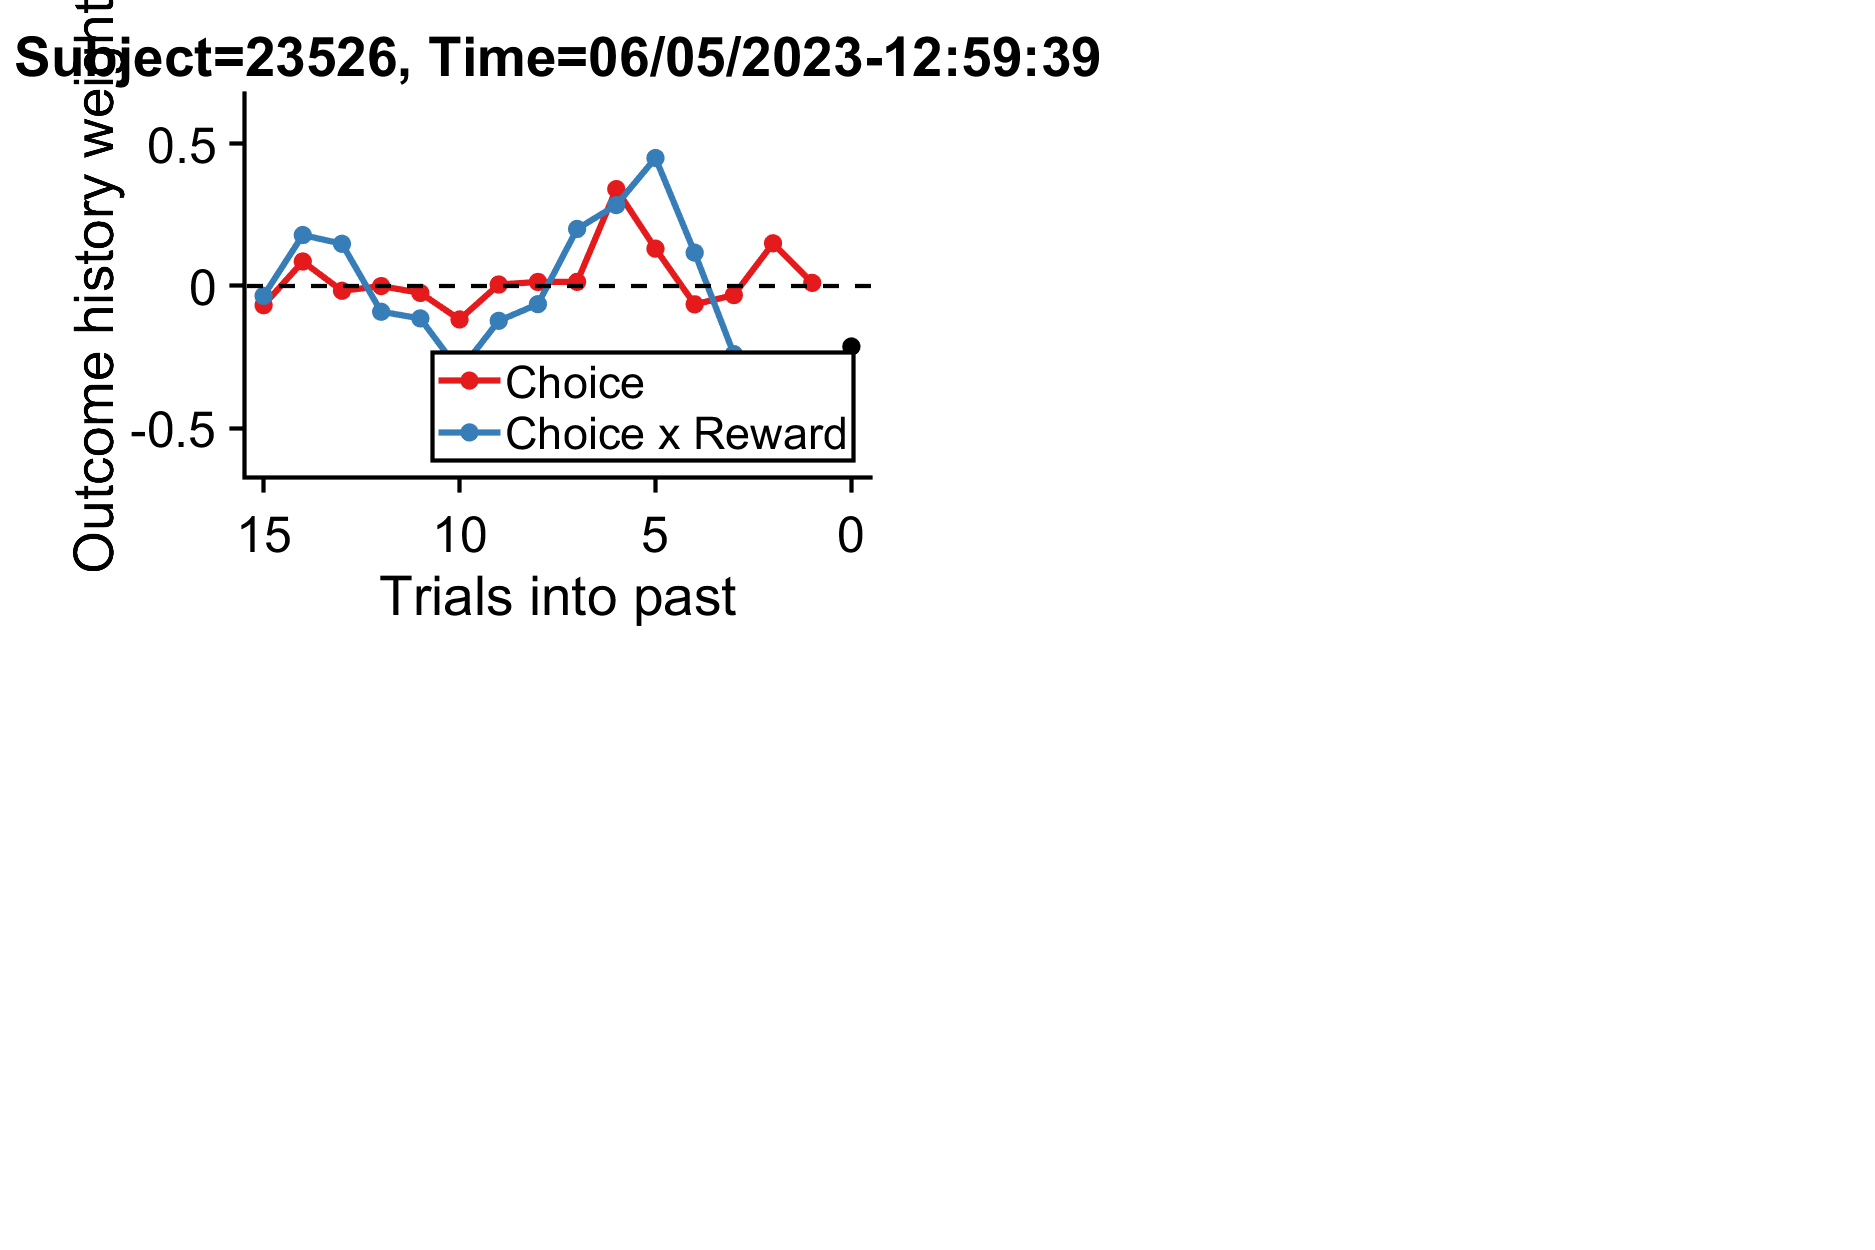 Subject=23526, Time=06/05/2023-12:59:39
Outcome history weight
0.5
0
-0.5
Choice
Choice x Reward
15 10 5 0
Trials into past